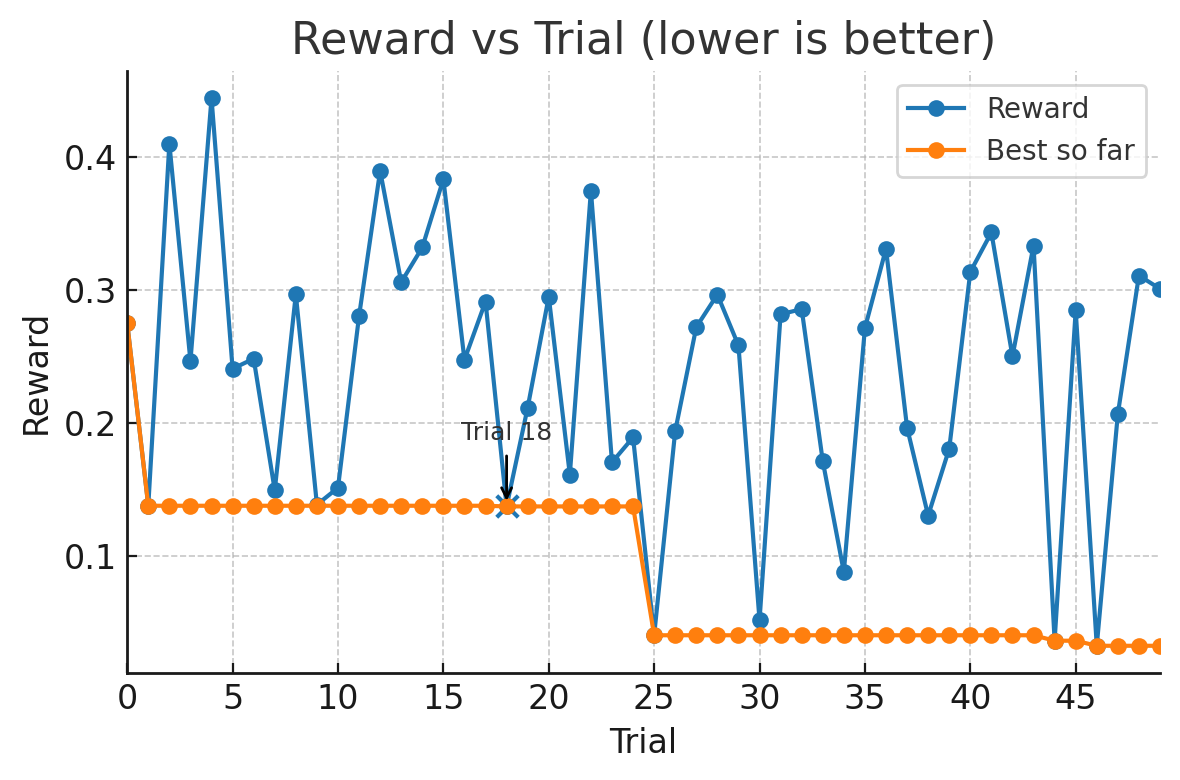 Reward vs Trial (lower is better)
Reward
Best so far
Reward
0.4
0.3
0.2
0.1
Trial 18
0 5 10 15 20 25 30 35 40 45
Trial